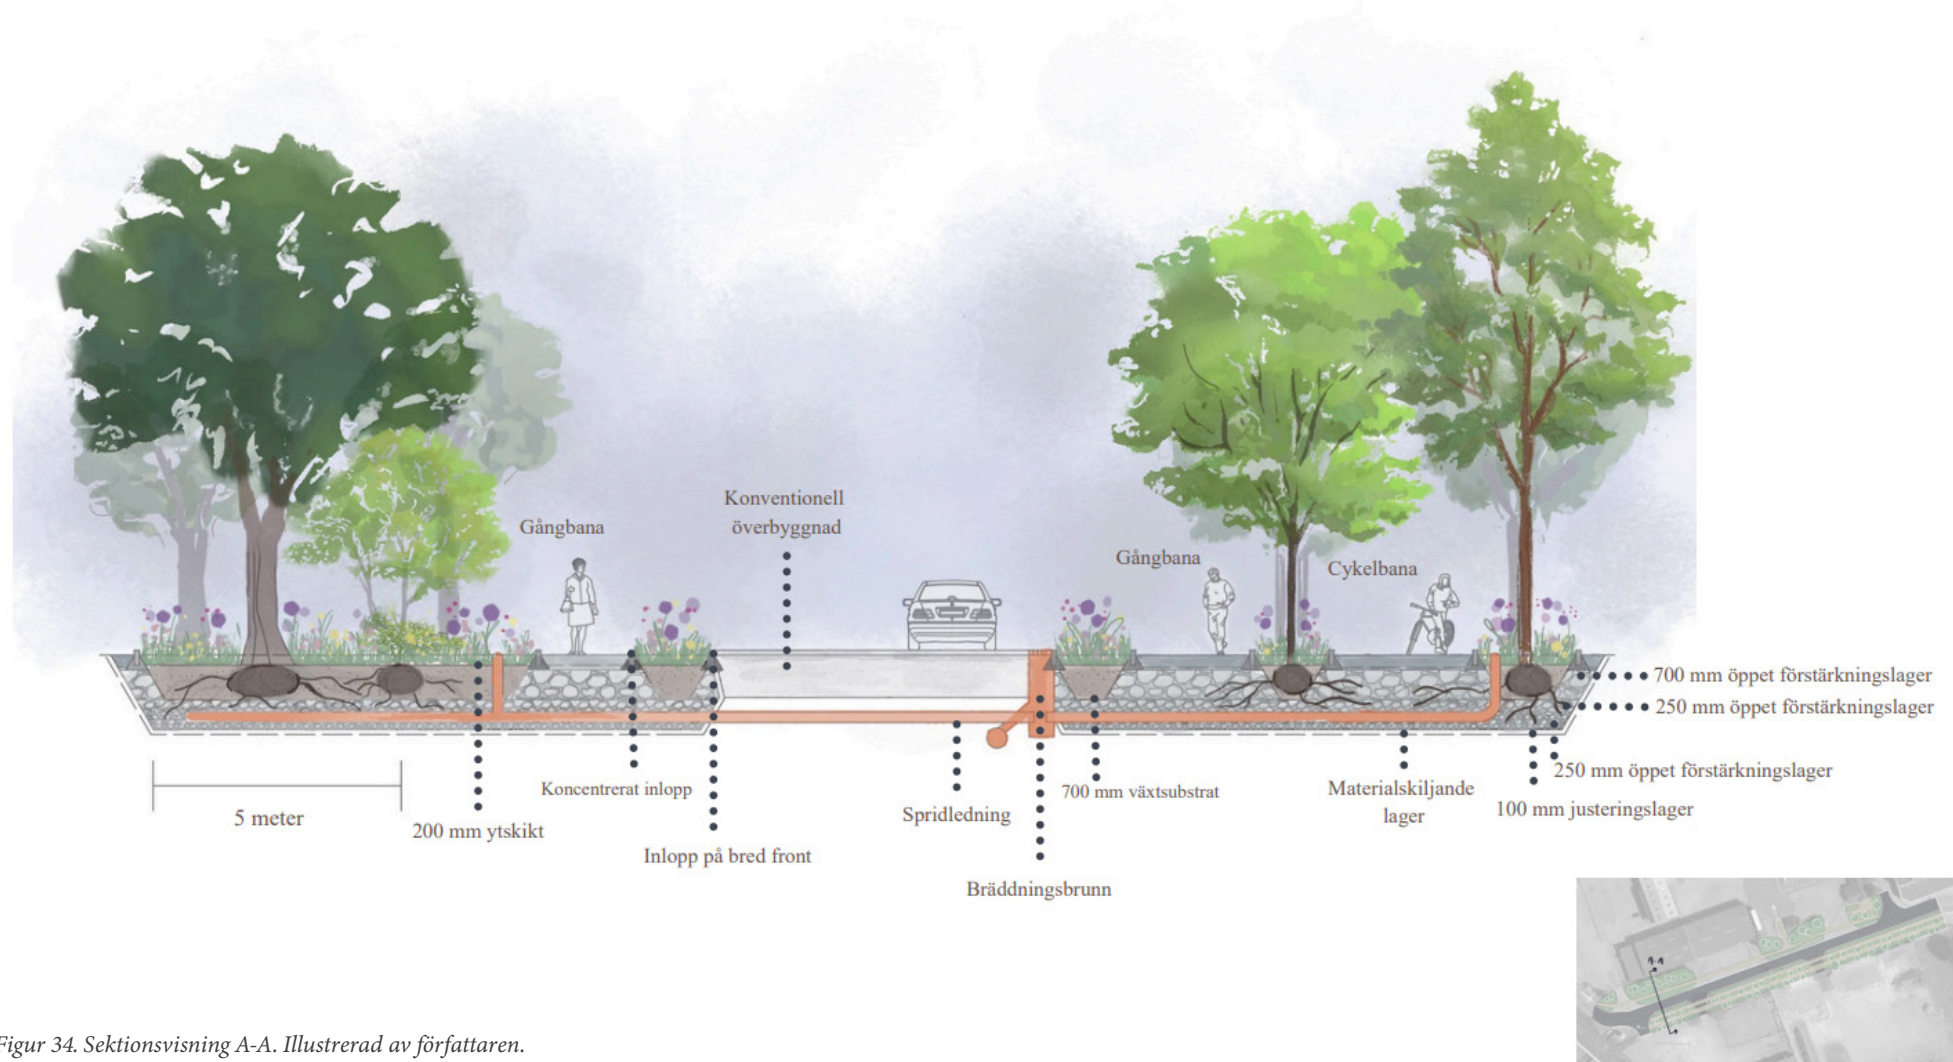 Konventionell
överbyggnad
Gångbana
Gångbana
Cykelbana
700 mm öppet förstärkningslager
250 mm öppet förstärkningslager
250 mm öppet förstärkningslager
100 mm justeringslager
Materialskiljande
lager
700 mm växtsubstrat
Koncentrerat inlopp
Spridledning
5 meter
200 mm ytskikt
Inlopp på bred front
Bräddningsbrunn
A-A
Figur 34. Sektionsvisning A-A. Illustrerad av författaren.